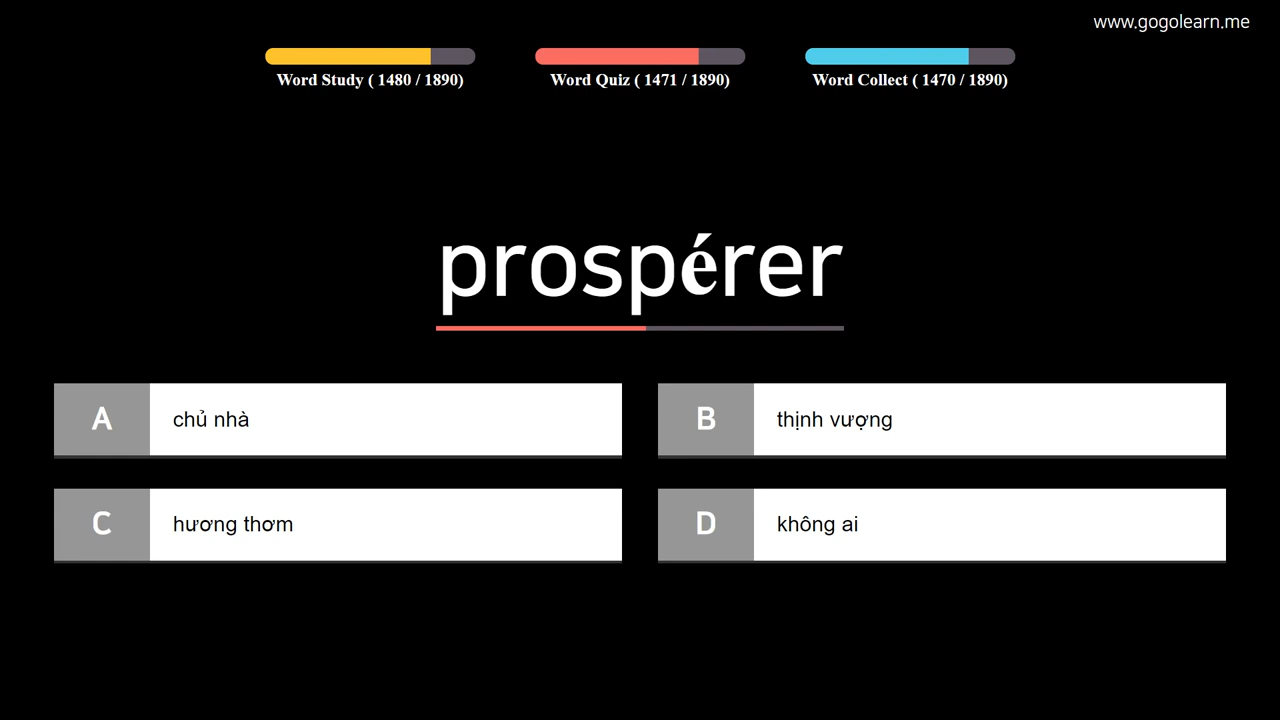 www.gogolearn.me
Word Study ( 1480 / 1890)
Word Quiz ( 1471 / 1890)
Word Collect ( 1470 / 1890)
prospérer
A
chủ nhà
B
thịnh vượng
C
hương thơm
D
không ai